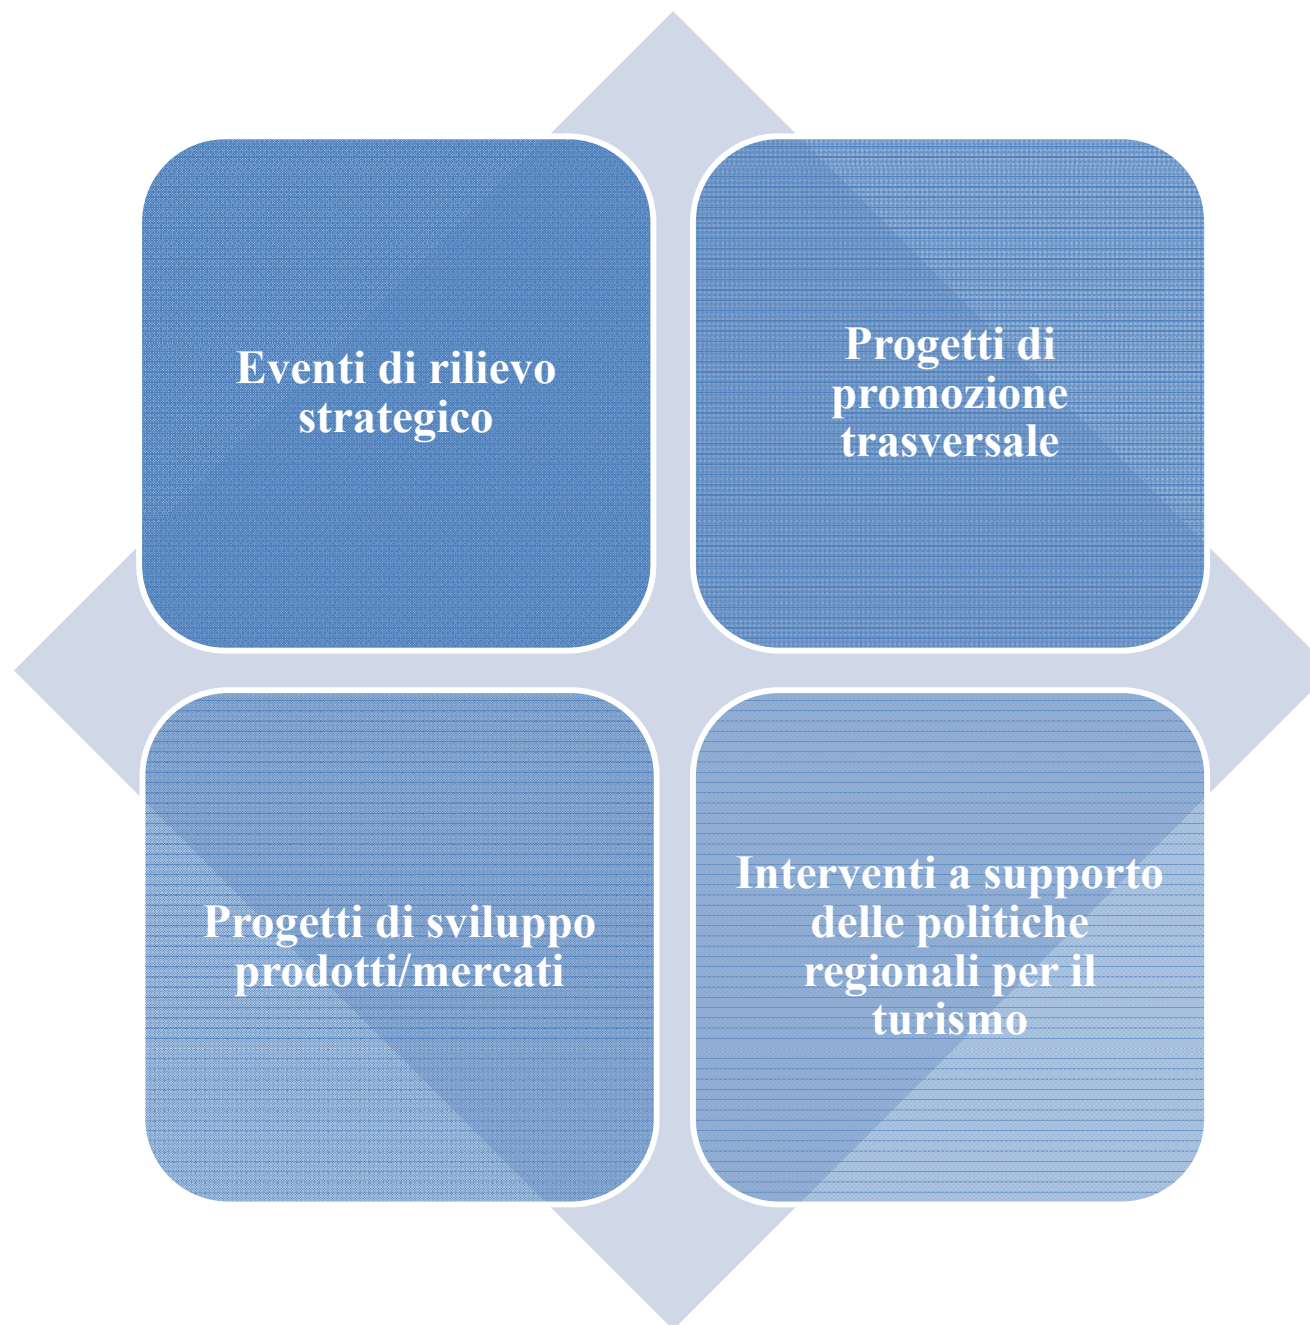 Eventi di rilievo
strategico
Progetti di
promozione
trasversale
Progetti di sviluppo
prodotti/mercati
Interventi a supporto
delle politiche
regionali per il
turismo